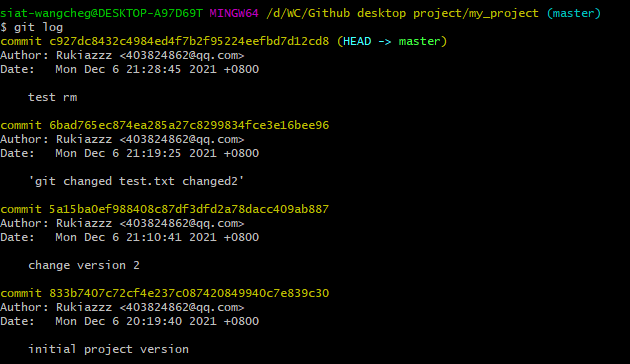 siat-wangcheg@DESKTOP-A97D69T MINGW64 /d/WC/Github desktop project/my_project (master)
$ git log
commit c927dc8432c4984ed4f7b2f95224eefbd7d12cd8 (HEAD -> master)
Author: Rukiazzz <403824862@qq.com>
Date:   Mon Dec 6 21:28:45 2021 +0800
    test rm
commit 6bad765ec874ea285a27c8299834fce3e16bee96
Author: Rukiazzz <403824862@qq.com>
Date:   Mon Dec 6 21:19:25 2021 +0800
    'git changed test.txt changed2'
commit 5a15ba0ef988408c87df3dfd2a78dacc409ab887
Author: Rukiazzz <403824862@qq.com>
Date:   Mon Dec 6 21:10:41 2021 +0800
    change version 2
commit 833b7407c72cf4e237c087420849940c7e839c30
Author: Rukiazzz <403824862@qq.com>
Date:   Mon Dec 6 20:19:40 2021 +0800
    initial project version